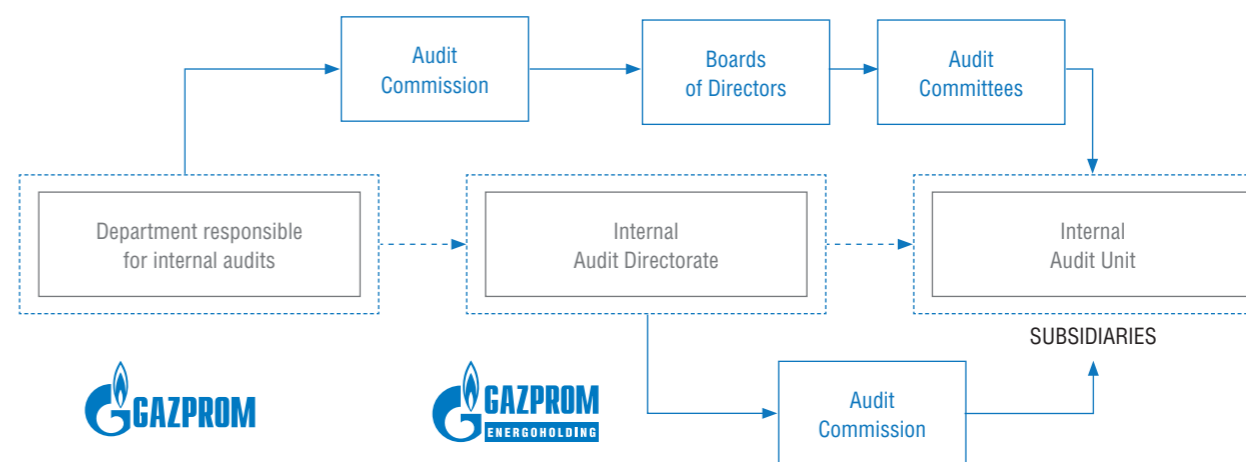 Audit
Commission
Boards
of Directors
Audit
Committees
Department responsible
for internal audits
Internal
Audit Directorate
Internal
Audit Unit
SUBSIDIARIES
GAZPROM
GAZPROM
ENERGOHOLDING
Audit
Commission